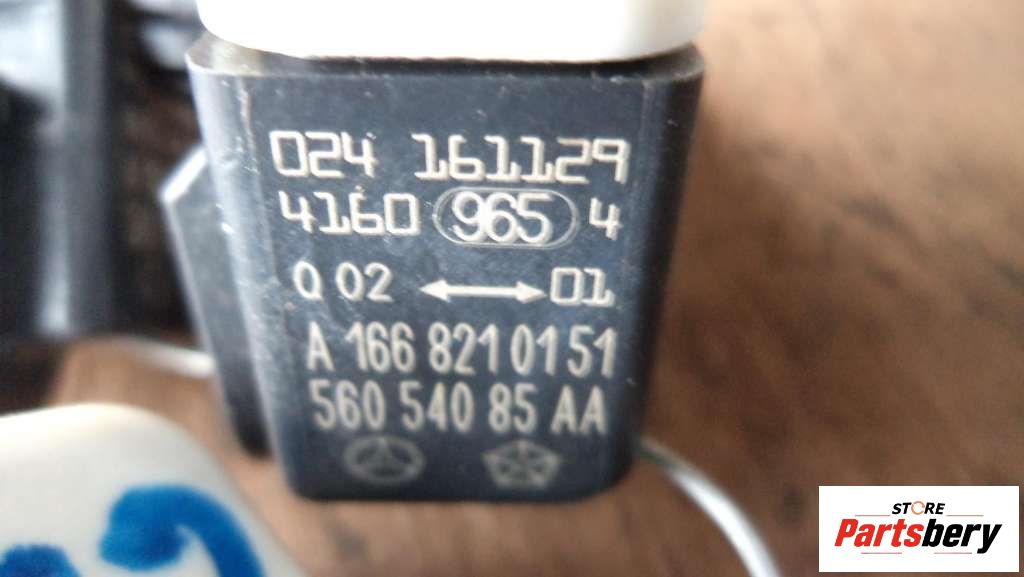 024 161129
4160 965 4
Q 02 ↔ 01
A 166 821 01 51
560 540 85 AA
STORE
Partsbery